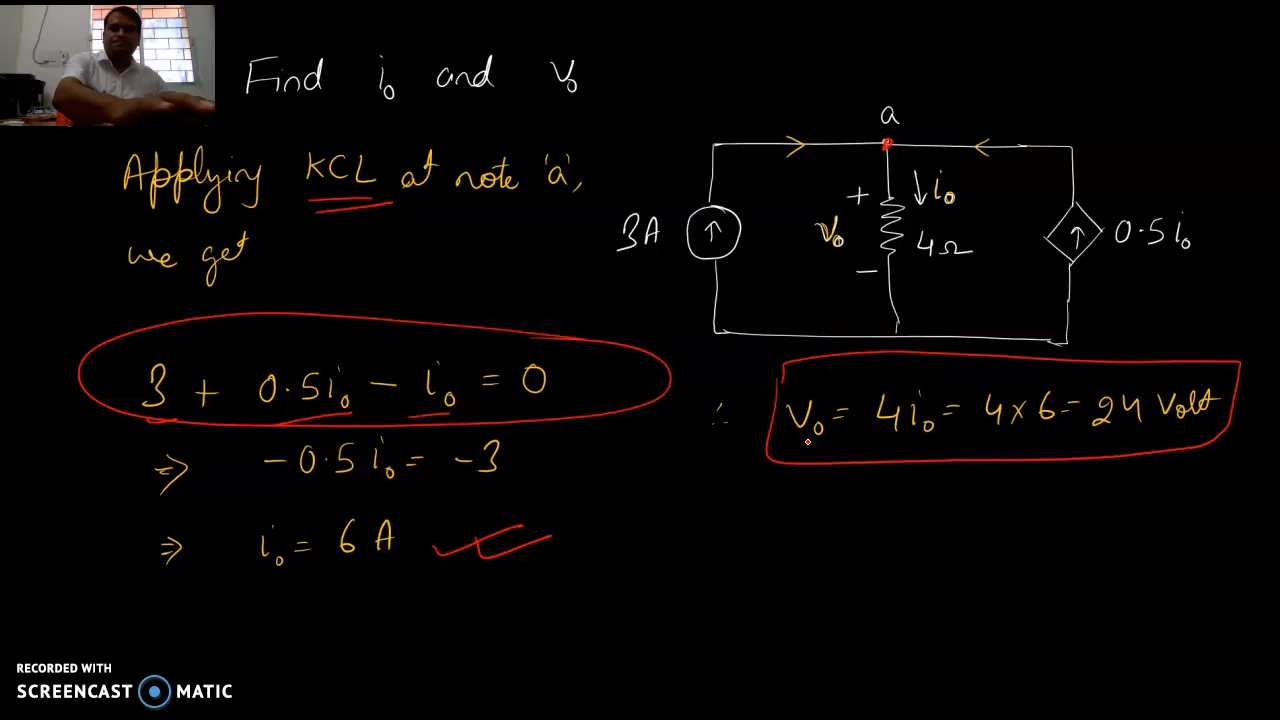 Find i₀ and v₀
Applying KCL at note 'a',
we get
3 + 0.5i₀ - i₀ = 0
⇒ -0.5i₀ = -3
⇒ i₀ = 6 A
a
+
i₀
3A
v₀
4Ω
0.5i₀
-
∴ v₀ = 4i₀ = 4×6 = 24 Volt
RECORDED WITH
SCREENCAST MATIC